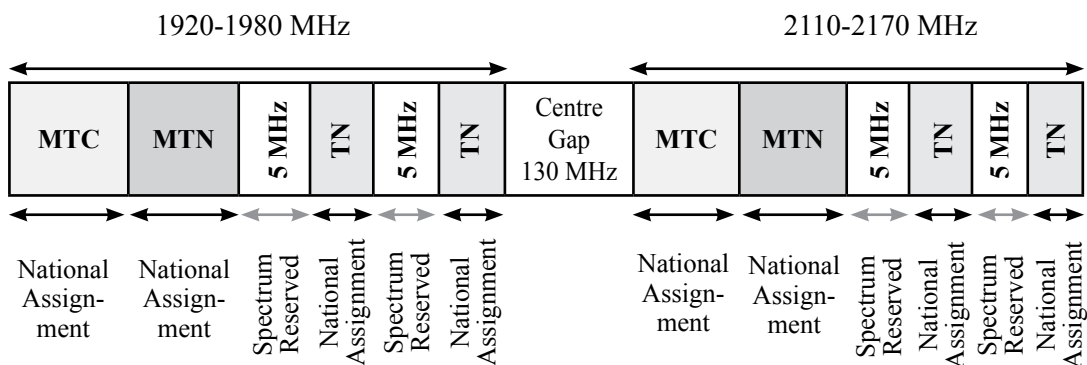 1920-1980 MHz
2110-2170 MHz
MTC
MTN
5 MHz
TN
5 MHz
TN
Centre
Gap
130 MHz
MTC
MTN
5 MHz
TN
5 MHz
TN
National
Assign-
ment
National
Assign-
ment
Spectrum
Reserved
National
Assignment
Spectrum
Reserved
National
Assignment
National
Assign-
ment
National
Assign-
ment
Spectrum
Reserved
National
Assignment
Spectrum
Reserved
National
Assignment